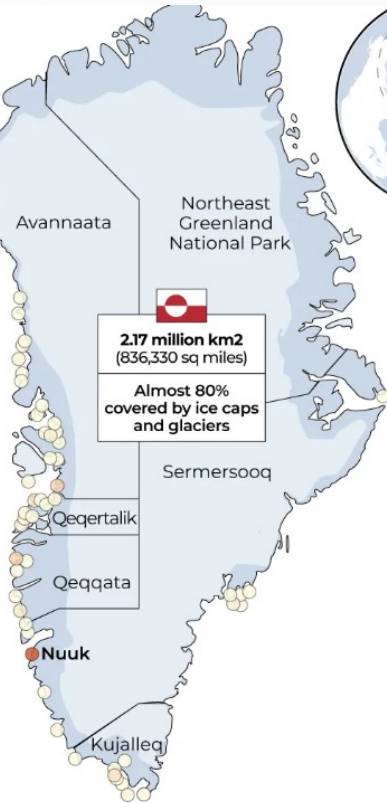 Avannaata
Northeast
Greenland
National Park
2.17 million km2
(836,330 sq miles)
Almost 80%
covered by ice caps
and glaciers
Sermersooq
Qeqertalik
Qeqqata
Nuuk
Kujalleq